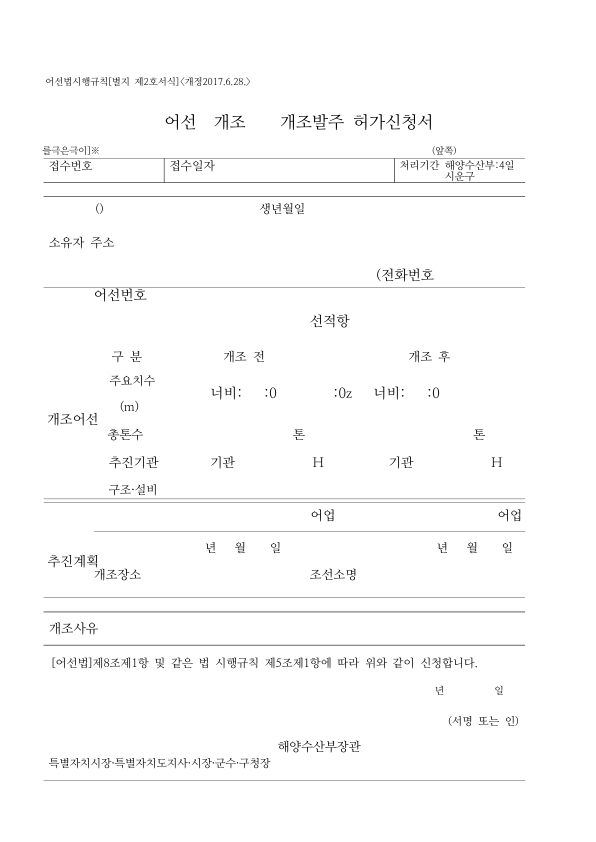 어선법시행규칙[별지 제2호서식]<개정2017.6.28.>
어선 개조 개조발주 허가신청서
를극은극이]※ (앞쪽)
접수번호 접수일자 처리기간 해양수산부:4일
시운구
() 생년월일
소유자 주소
(전화번호
어선번호
선적항
구 분 개조 전 개조 후
주요치수
너비: :0 :0z 너비: :0
(m)
개조어선
총톤수 톤 톤
추진기관 기관 H 기관 H
구조·설비
어업 어업
년 월 일 년 월 일
추진계획
개조장소 조선소명
개조사유
[어선법]제8조제1항 및 같은 법 시행규칙 제5조제1항에 따라 위와 같이 신청합니다.
년 일
(서명 또는 인)
해양수산부장관
특별자치시장·특별자치도지사·시장·군수·구청장